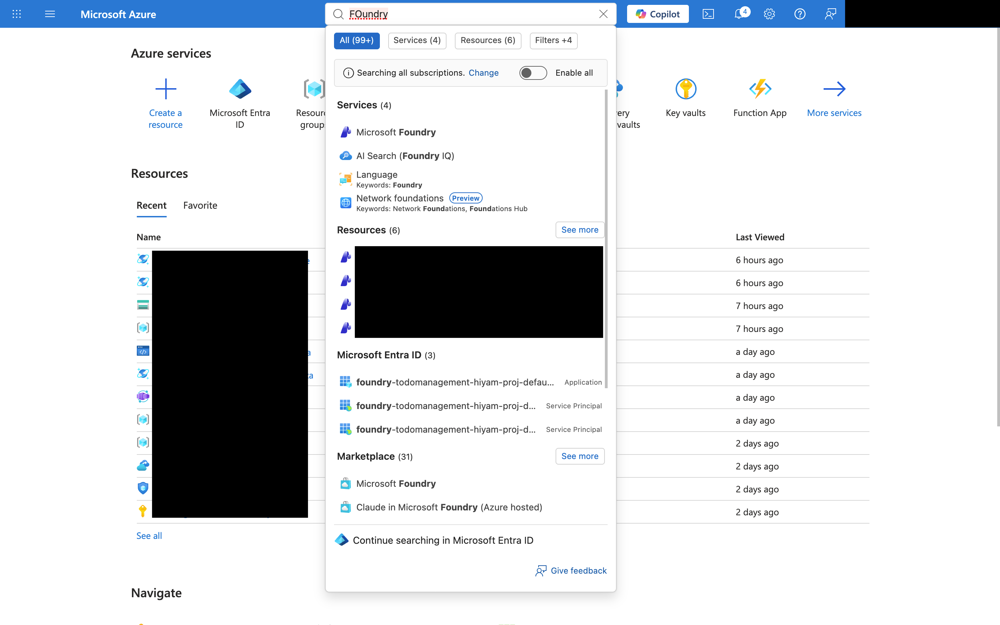 Microsoft Azure
FOundry
Copilot
4
All (99+)
Services (4)
Resources (6)
Filters +4
Searching all subscriptions. Change
Enable all
Azure services
Create a
resource
Microsoft Entra
ID
Key vaults
Function App
More services
vaults
Services (4)
Microsoft Foundry
AI Search (Foundry IQ)
Language
Keywords: Foundry
Network foundations Preview
Keywords: Network Foundations, Foundations Hub
Resources (6)
See more
Microsoft Entra ID (3)
foundry-todomanagement-hiyam-proj-defau... Application
foundry-todomanagement-hiyam-proj-d... Service Principal
foundry-todomanagement-hiyam-proj-d... Service Principal
Marketplace (31)
See more
Microsoft Foundry
Claude in Microsoft Foundry (Azure hosted)
Continue searching in Microsoft Entra ID
Give feedback
Resources
Recent
Favorite
Name
Last Viewed
6 hours ago
6 hours ago
7 hours ago
7 hours ago
a day ago
a day ago
a day ago
a day ago
2 days ago
2 days ago
2 days ago
2 days ago
See all
Navigate